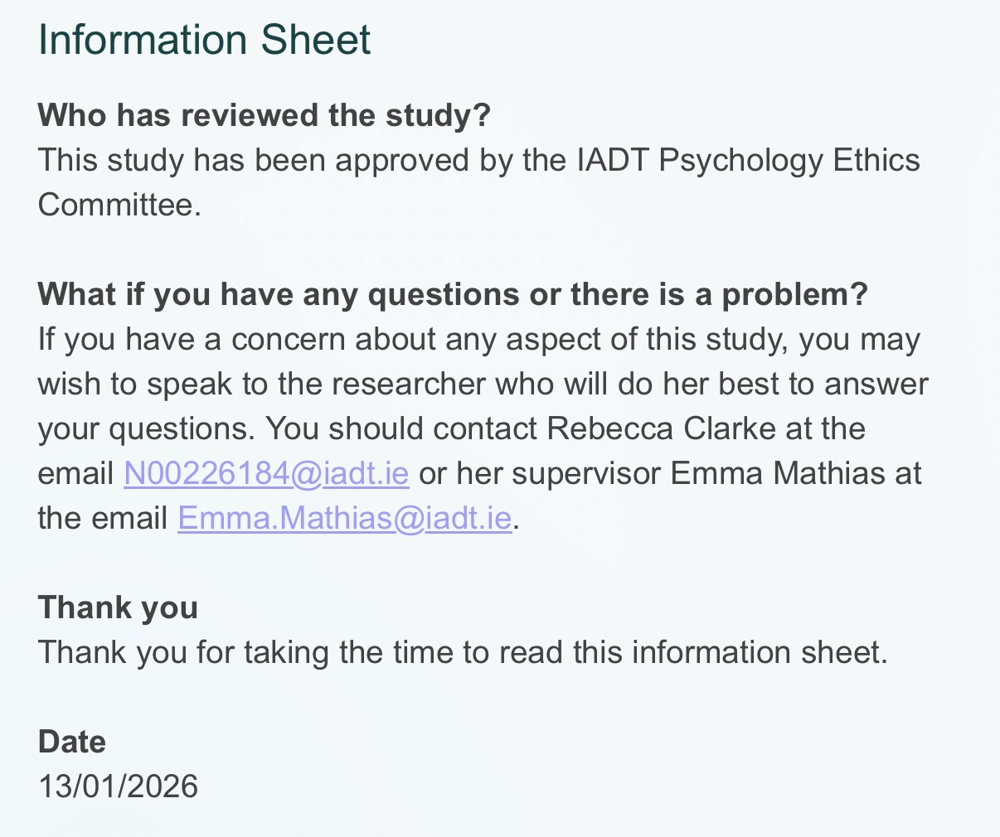 Information Sheet
Who has reviewed the study?
This study has been approved by the IADT Psychology Ethics
Committee.
What if you have any questions or there is a problem?
If you have a concern about any aspect of this study, you may
wish to speak to the researcher who will do her best to answer
your questions. You should contact Rebecca Clarke at the
email N00226184@iadt.ie or her supervisor Emma Mathias at
the email Emma.Mathias@iadt.ie.
Thank you
Thank you for taking the time to read this information sheet.
Date
13/01/2026